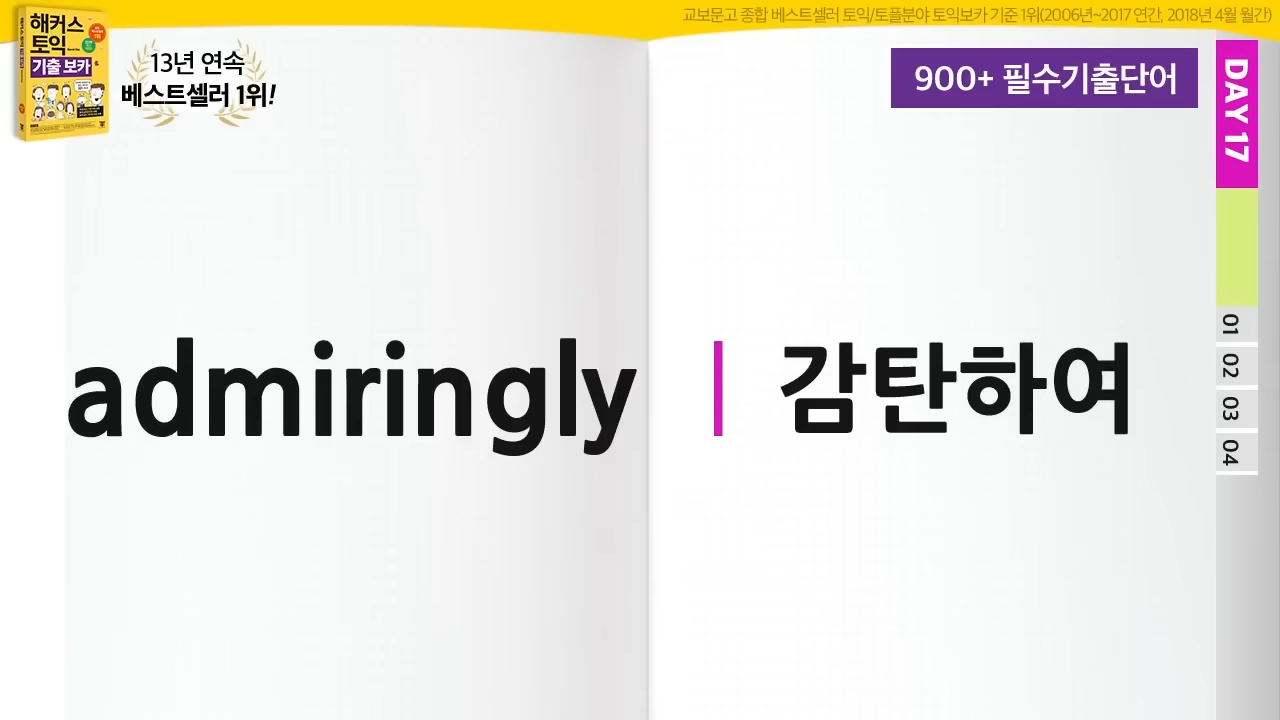 교보문고 종합 베스트셀러 토익/토플분야 토익보카 기준 1위(2006년~2017 연간, 2018년 4월 월간)
해커스
토익
기출 보카
13년 연속
베스트셀러 1위!
900+ 필수기출단어
DAY 17
admiringly
감탄하여
01
02
03
04